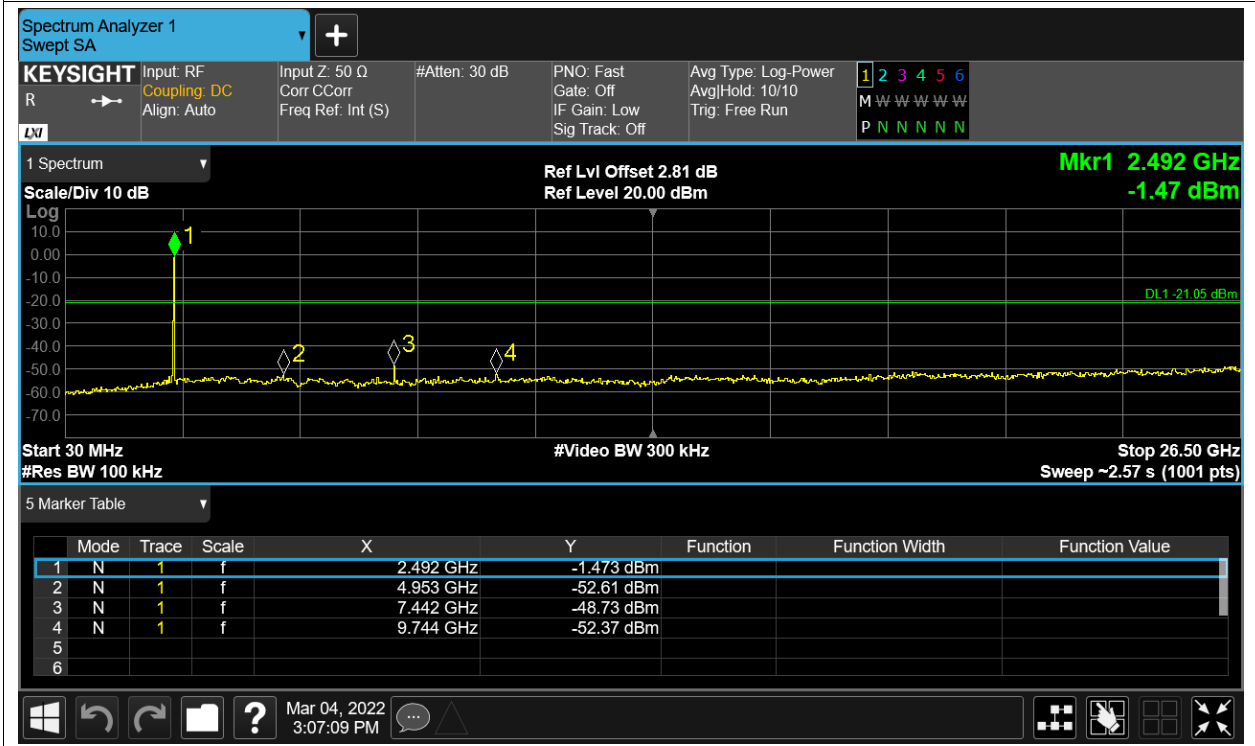 Spectrum Analyzer 1
Swept SA
+
KEYSIGHT
R
LXI
Input: RF
Coupling: DC
Align: Auto
Input Z: 50 Ω
Corr CCorr
Freq Ref: Int (S)
#Atten: 30 dB
PNO: Fast
Gate: Off
IF Gain: Low
Sig Track: Off
Avg Type: Log-Power
Avg|Hold: 10/10
Trig: Free Run
1 2 3 4 5 6
M W W W W W
P N N N N N
1 Spectrum
Scale/Div 10 dB
Ref Lvl Offset 2.81 dB
Ref Level 20.00 dBm
Mkr1 2.492 GHz
-1.47 dBm
Log
10.0
0.00
-10.0
-20.0
-30.0
-40.0
-50.0
-60.0
-70.0
1
2
3
4
DL1 -21.05 dBm
Start 30 MHz
#Res BW 100 kHz
#Video BW 300 kHz
Stop 26.50 GHz
Sweep ~2.57 s (1001 pts)
5 Marker Table
Mode Trace Scale X Y Function Function Width Function Value
1 N 1 f 2.492 GHz -1.473 dBm
2 N 1 f 4.953 GHz -52.61 dBm
3 N 1 f 7.442 GHz -48.73 dBm
4 N 1 f 9.744 GHz -52.37 dBm
5
6
?
Mar 04, 2022
3:07:09 PM